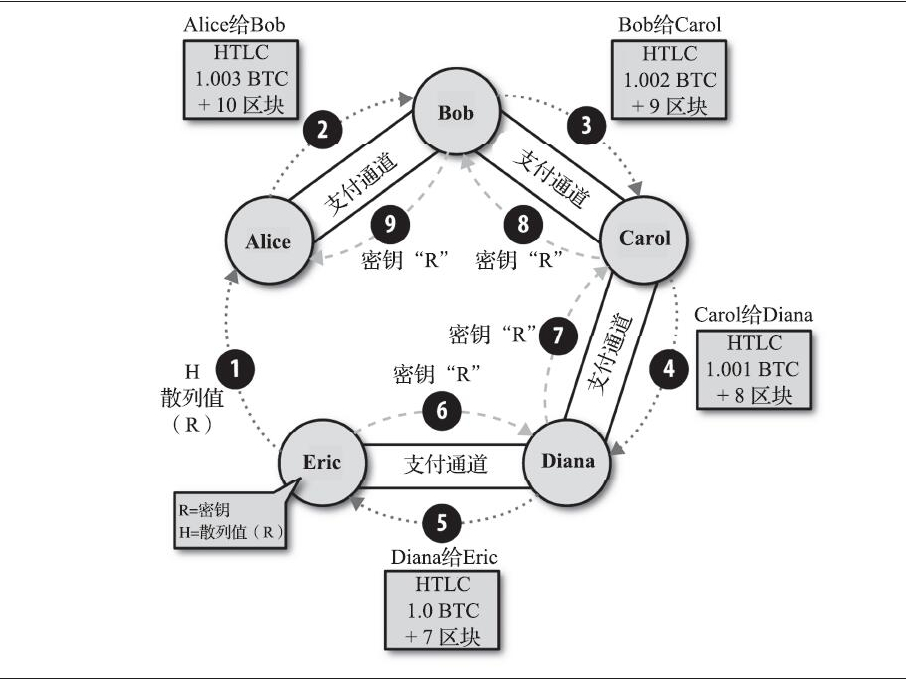 Alice给Bob
HTLC
1.003 BTC
+ 10 区块
Bob给Carol
HTLC
1.002 BTC
+ 9 区块
Bob
2
3
支付通道
支付通道
Alice
Carol
9
8
密钥“R”
密钥“R”
Carol给Diana
HTLC
1.001 BTC
+ 8 区块
密钥“R”
7
支付通道
4
H
散列值
（R）
1
密钥“R”
6
Eric
支付通道
Diana
R=密钥
H=散列值（R）
5
Diana给Eric
HTLC
1.0 BTC
+ 7 区块